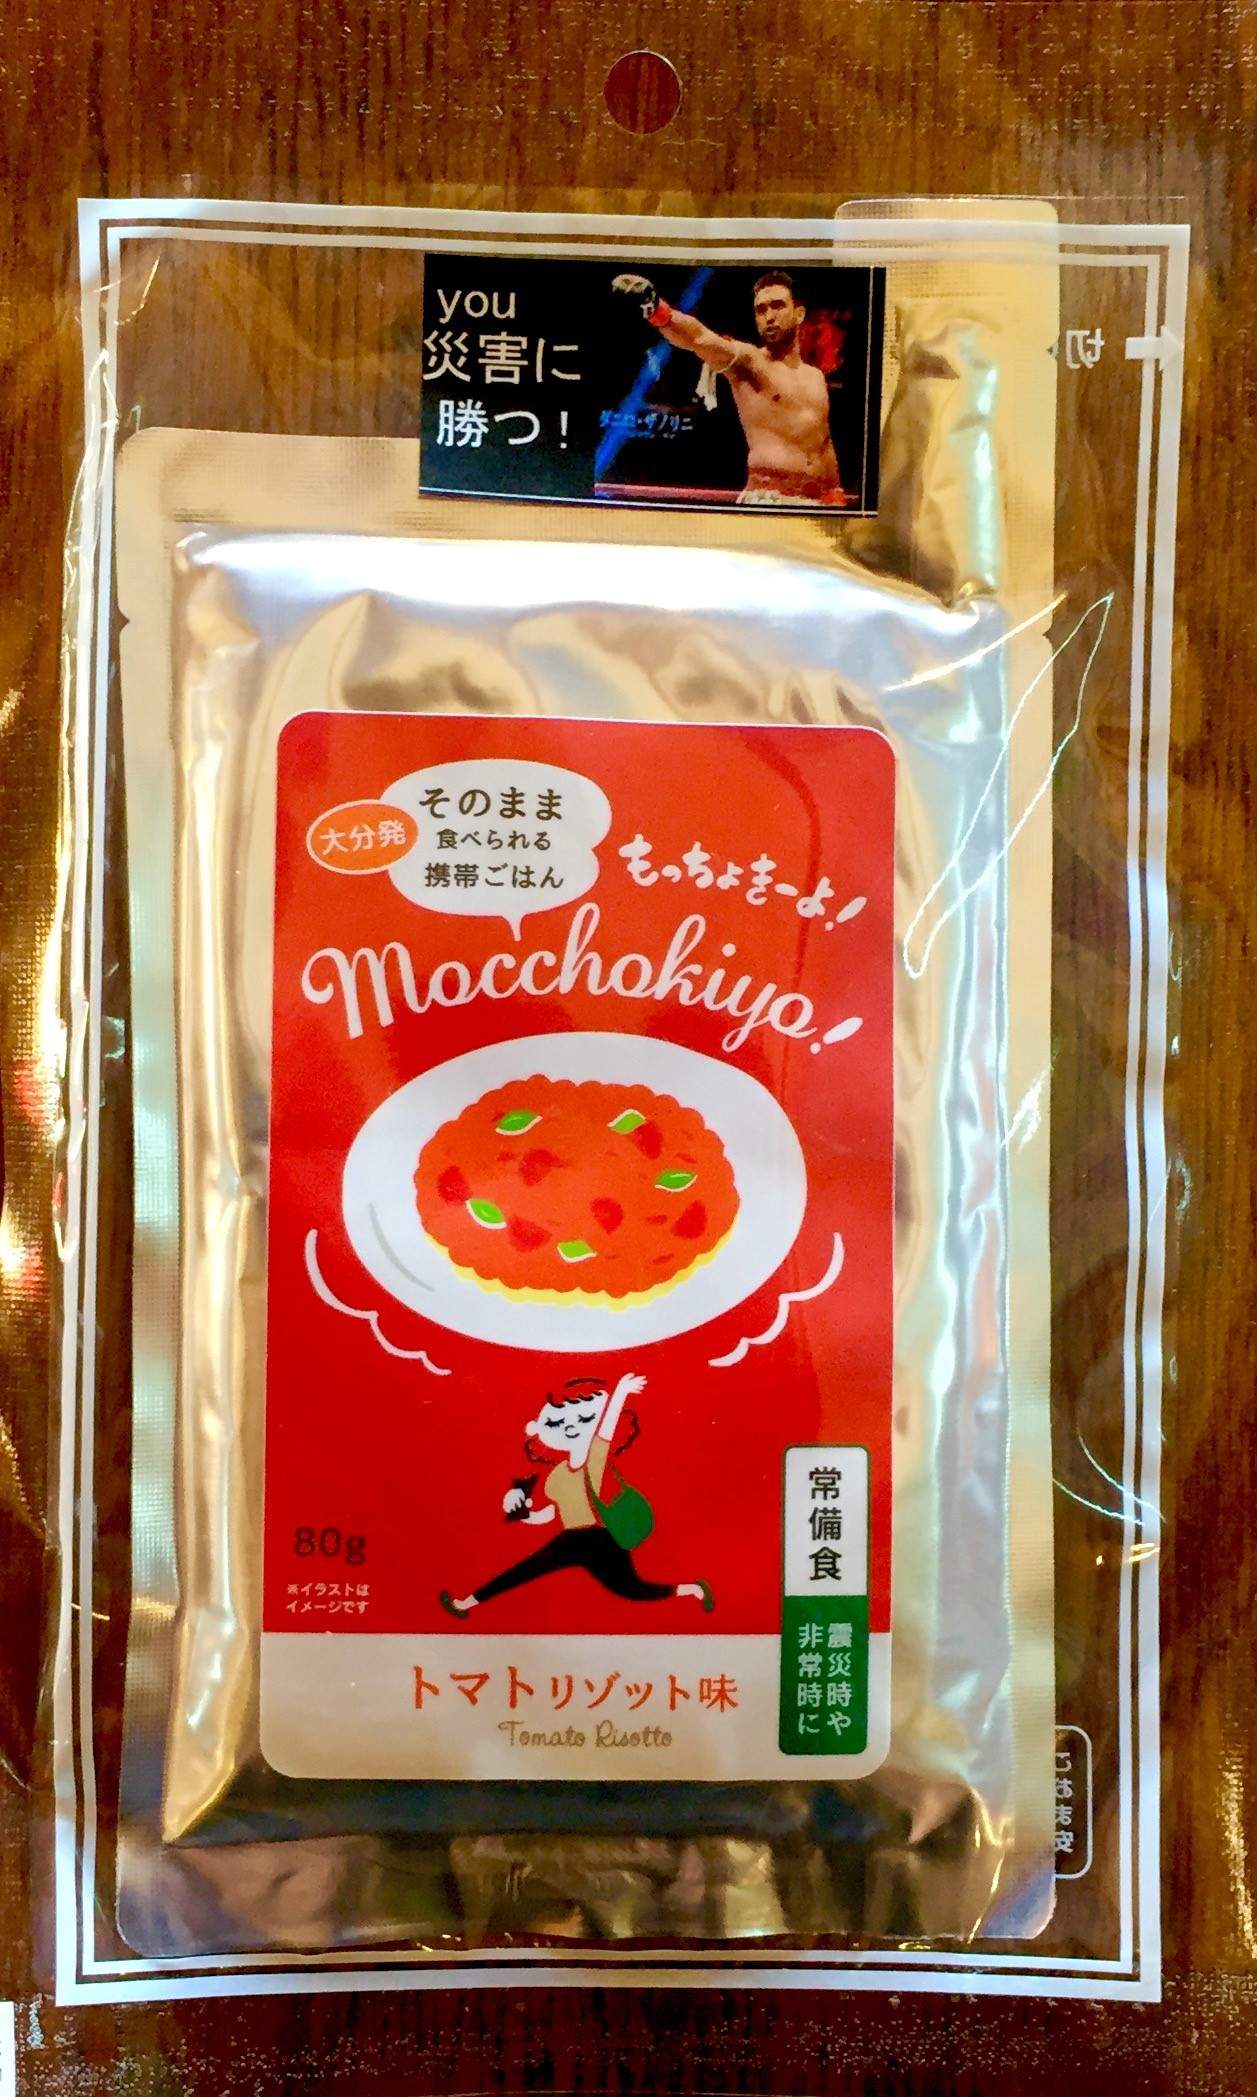 you
災害に
勝つ！
ダニロ・ザノリニ
切
大分発
そのまま
食べられる
携帯ごはん
もっちょきーよ！
Mocchokiyo!
80g
※イラストは
イメージです
常備食
震災時や
非常時に
トマトリゾット味
Tomato Risotto